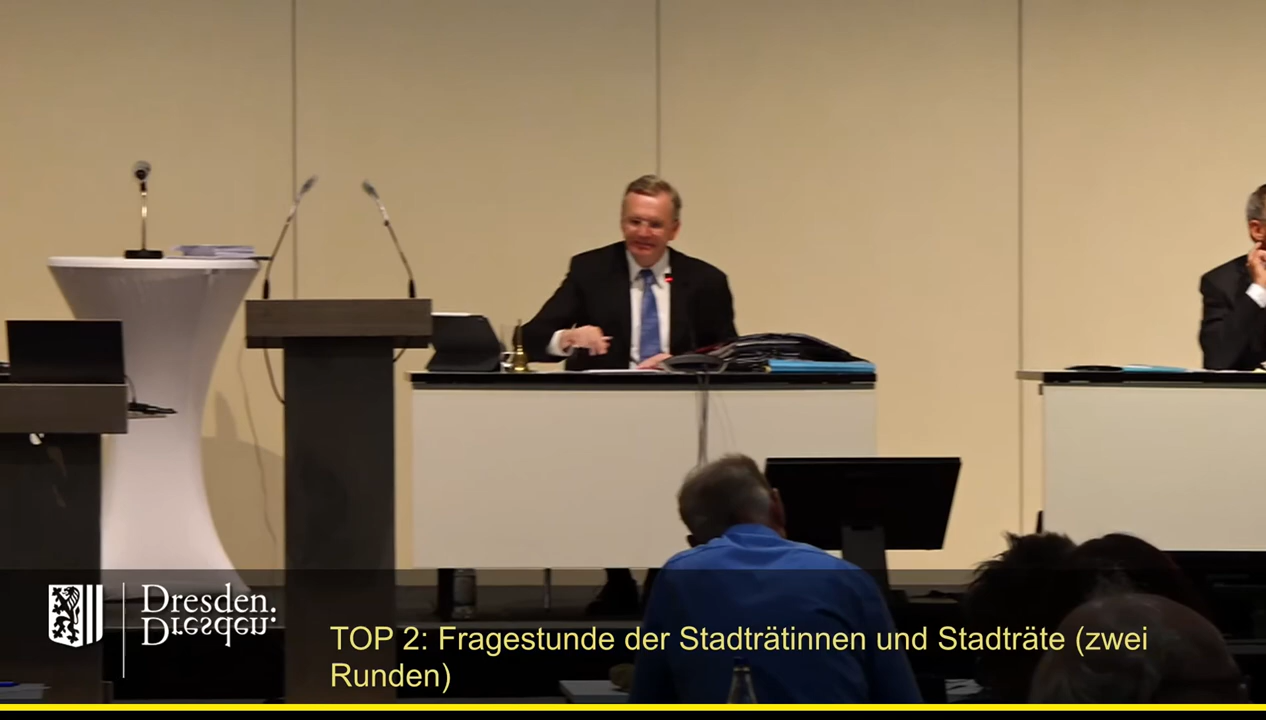 Dresden.
Dresden.
TOP 2: Fragestunde der Stadträtinnen und Stadträte (zwei
Runden)